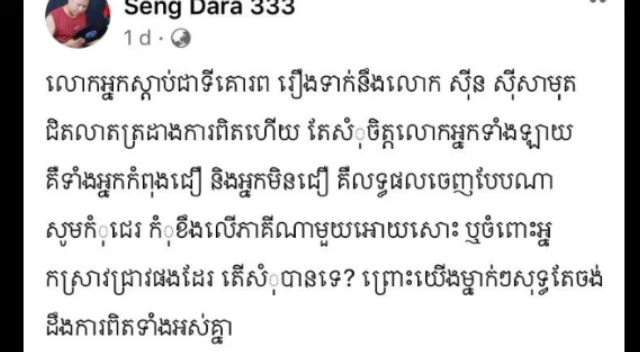 Seng Dara 333
1 d ·
លោកអ្នកស្តាប់ជាទីគោរព រឿងទាក់នឹងលោក ស៊ីន ស៊ីសាមុត
ជិតលាតត្រដាងការពិតហើយ តែសំុចិត្តលោកអ្នកទាំងឡាយ
គឺទាំងអ្នកកំពុងជឿ និងអ្នកមិនជឿ គឺលទ្ធផលចេញបែបណា
សូមកំុជេរ កំុខឹងលើភាគីណាមួយអោយសោះ ឬចំពោះអ្ន
កស្រាវជ្រាវផងដែរ តើសំុបានទេ? ព្រោះយើងម្នាក់ៗសុទ្ធតែចង់
ដឹងការពិតទាំងអស់គ្នា